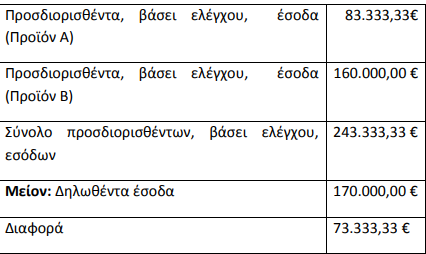 Προσδιορισθέντα, βάσει ελέγχου, έσοδα 83.333,33€
(Προϊόν Α)
Προσδιορισθέντα, βάσει ελέγχου, έσοδα 160.000,00 €
(Προϊόν Β)
Σύνολο προσδιορισθέντων, βάσει ελέγχου, 243.333,33 €
εσόδων
Μείον: Δηλωθέντα έσοδα 170.000,00 €
Διαφορά 73.333,33 €